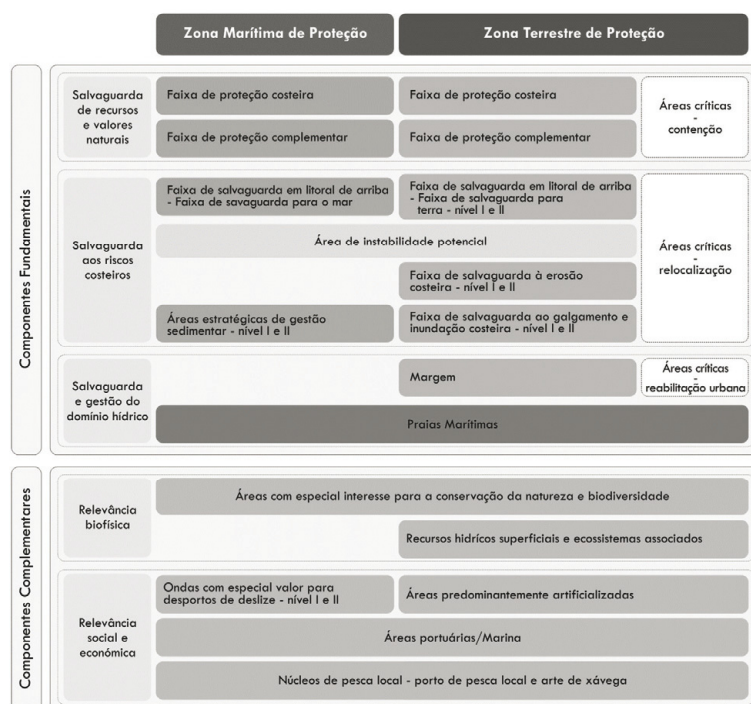 Zona Marítima de Proteção
Zona Terrestre de Proteção
Componentes Fundamentais
Salvaguarda
de recursos
e valores
naturais
Faixa de proteção costeira
Faixa de proteção costeira
Faixa de proteção complementar
Faixa de proteção complementar
Áreas críticas
-
contenção
Salvaguarda
aos riscos
costeiros
Faixa de salvaguarda em litoral de arriba
- Faixa de savaguarda para o mar
Faixa de salvaguarda em litoral de arriba
- Faixa de salvaguarda para
terra - nível I e II
Área de instabilidade potencial
Faixa de salvaguarda à erosão
costeira - nível I e II
Áreas estratégicas de gestão
sedimentar - nível I e II
Faixa de salvaguarda ao galgamento e
inundação costeira - nível I e II
Áreas críticas
-
relocalização
Salvaguarda
e gestão do
domínio hídrico
Margem
Áreas críticas
-
reabilitação urbana
Praias Marítimas
Componentes Complementares
Relevância
biofísica
Áreas com especial interesse para a conservação da natureza e biodiversidade
Recursos hidrícos superficiais e ecossistemas associados
Relevância
social e
económica
Ondas com especial valor para
desportos de deslize - nível I e II
Áreas predominantemente artificializadas
Áreas portuárias/Marina
Núcleos de pesca local - porto de pesca local e arte de xávega